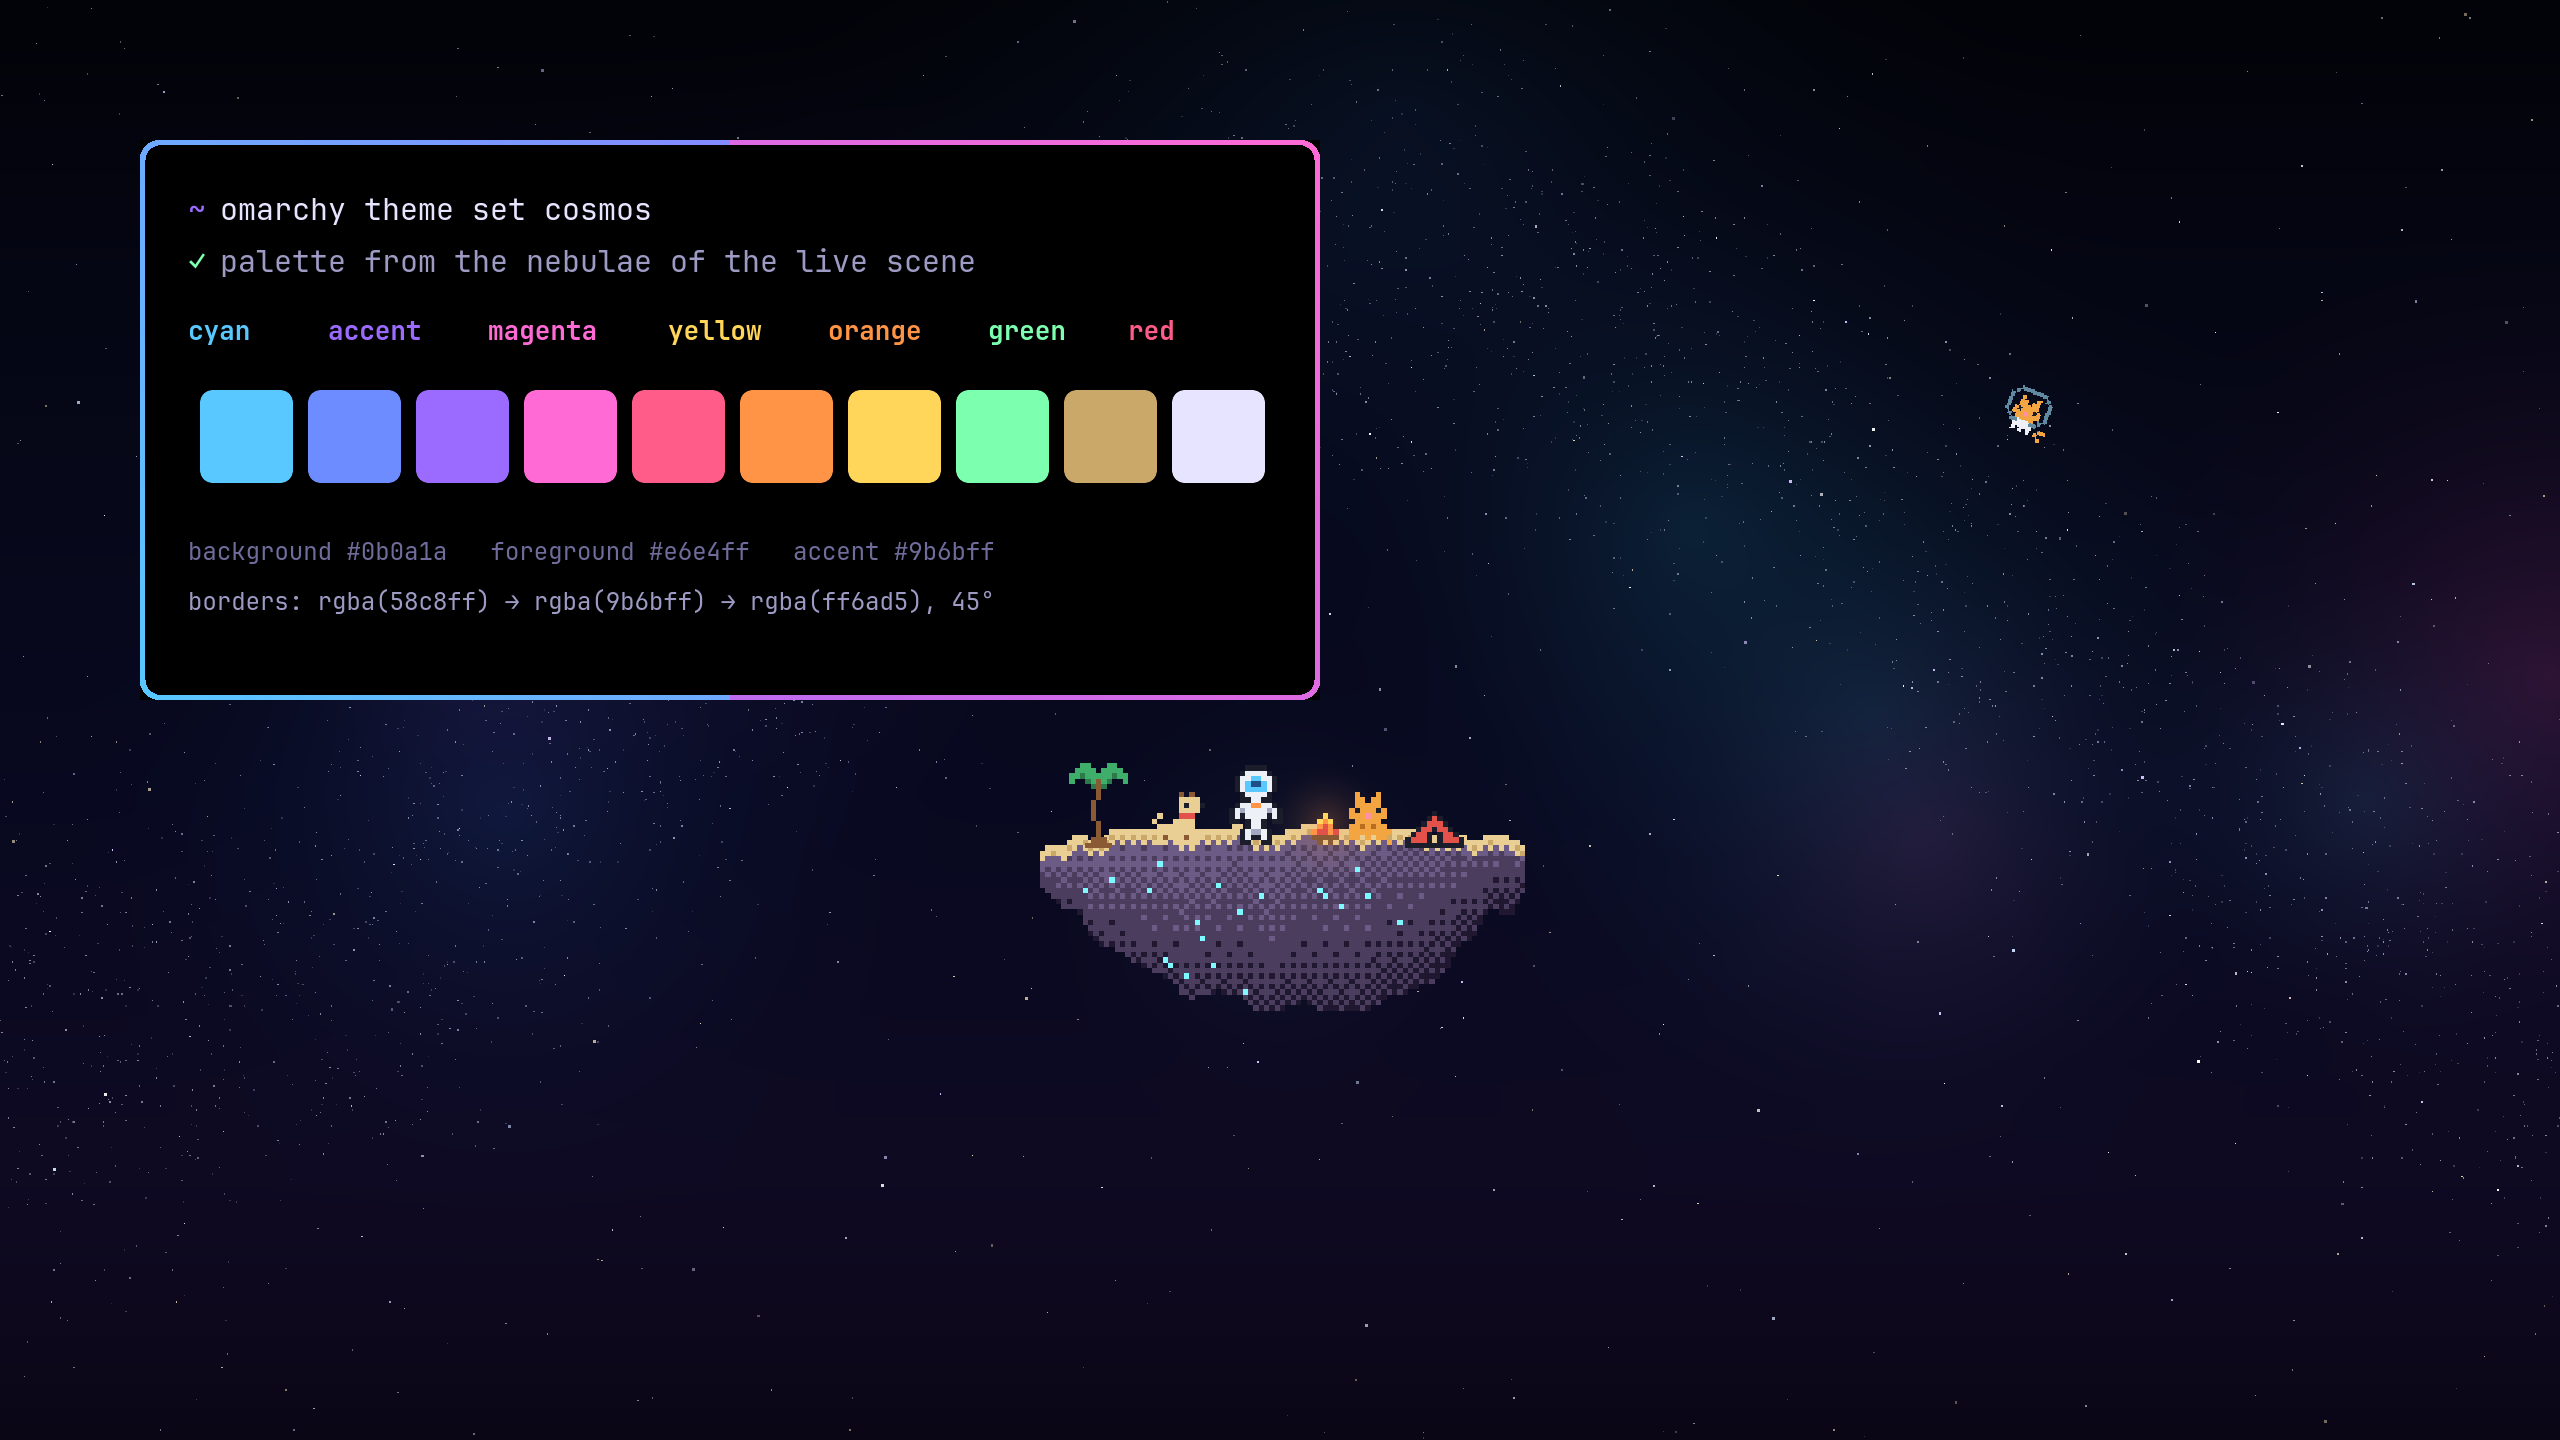 ~ omarchy theme set cosmos
✓ palette from the nebulae of the live scene
cyan accent magenta yellow orange green red
background #0b0a1a foreground #e6e4ff accent #9b6bff
borders: rgba(58c8ff) → rgba(9b6bff) → rgba(ff6ad5), 45°